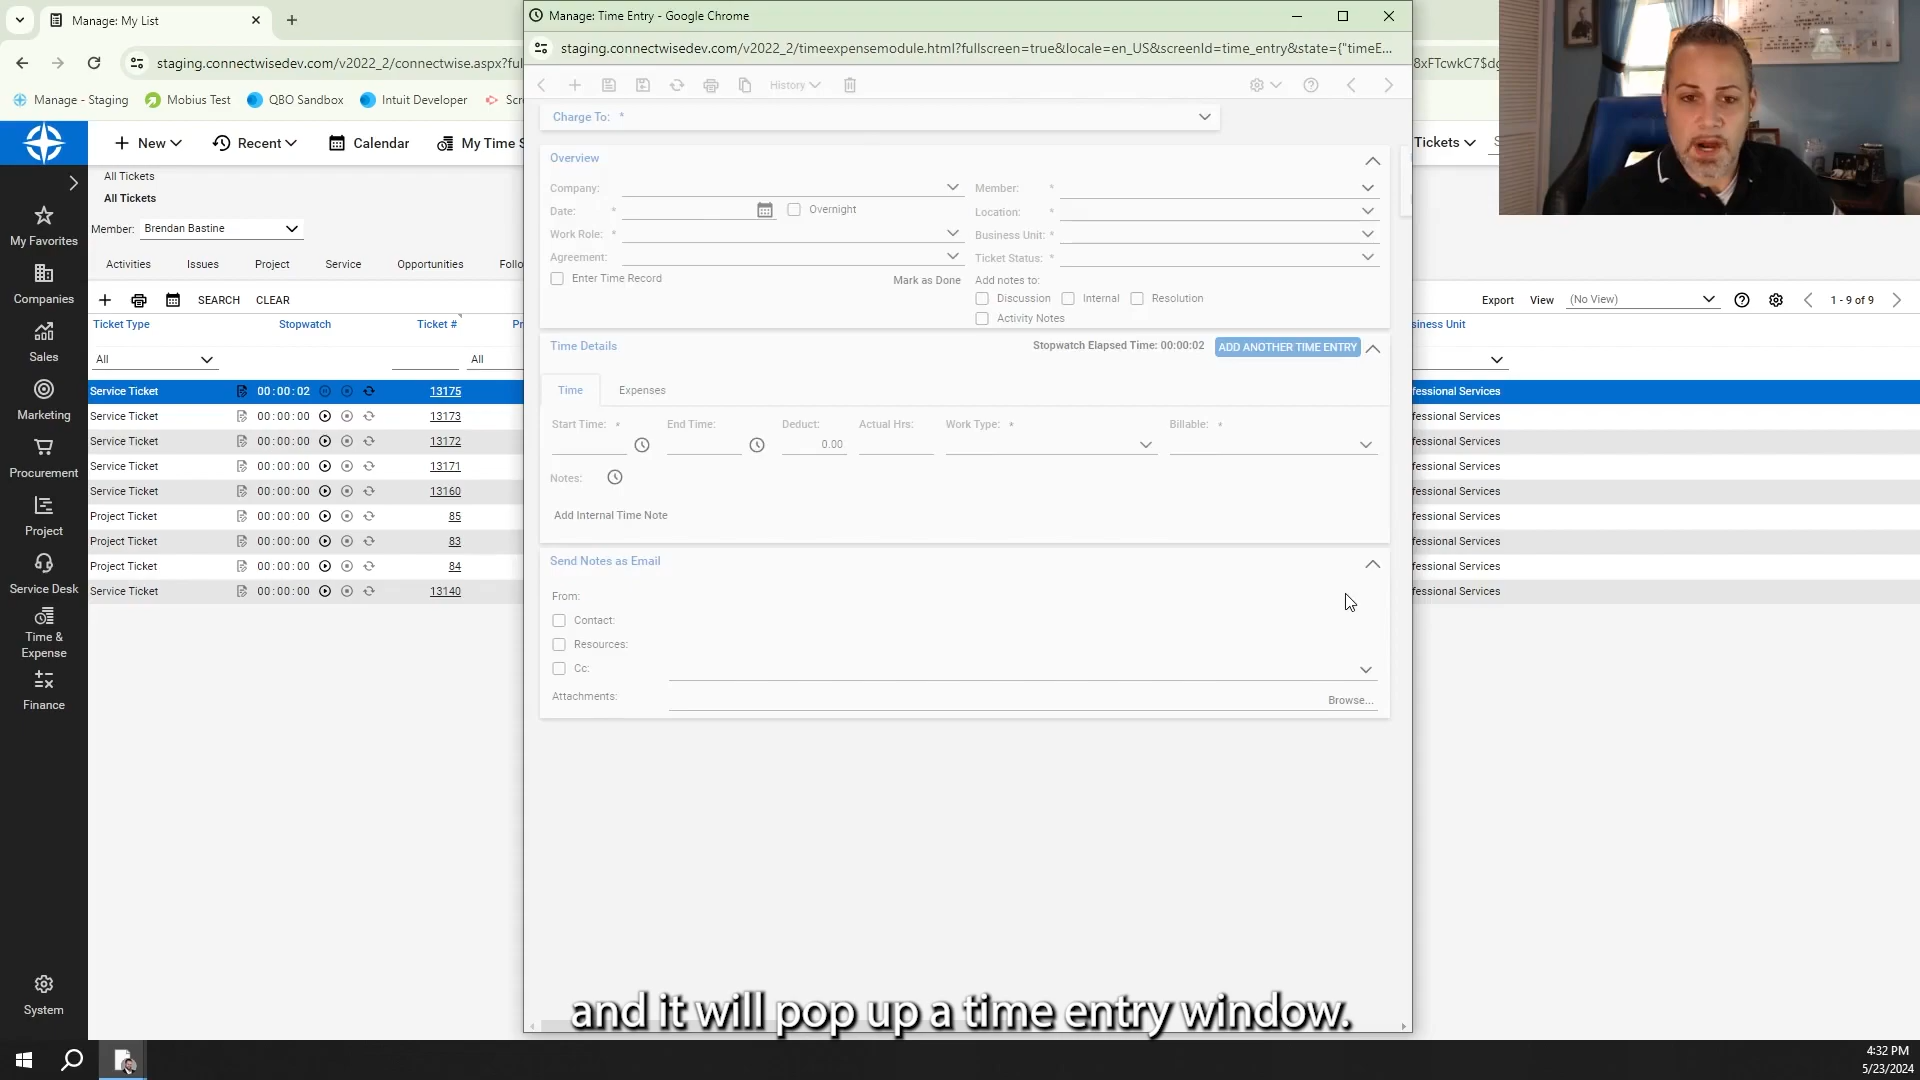 Manage: My List
Manage: Time Entry - Google Chrome
staging.connectwisedev.com/v2022_2/connectwise.aspx?ful
staging.connectwisedev.com/v2022_2/timeexpensemodule.html?fullscreen=true&locale=en_US&screenId=time_entry&state={"timeE...
Manage - Staging
Mobius Test
QBO Sandbox
Intuit Developer
Scr
History
New
Recent
Calendar
My Time S
Tickets
All Tickets
All Tickets
Member: Brendan Bastine
Activities Issues Project Service Opportunities Follo
SEARCH CLEAR
Export View (No View) 1 - 9 of 9
Ticket Type Stopwatch Ticket # Pr
siness Unit
All All
Service Ticket 00:00:02 13175
fessional Services
Service Ticket 00:00:00 13173
fessional Services
Service Ticket 00:00:00 13172
fessional Services
Service Ticket 00:00:00 13171
fessional Services
Service Ticket 00:00:00 13160
fessional Services
Project Ticket 00:00:00 85
fessional Services
Project Ticket 00:00:00 83
fessional Services
Project Ticket 00:00:00 84
fessional Services
Service Ticket 00:00:00 13140
fessional Services
My Favorites
Companies
Sales
Marketing
Procurement
Project
Service Desk
Time &
Expense
Finance
System
Charge To: *
Overview
Company: Member: *
Date: * Overnight Location: *
Work Role: * Business Unit: *
Agreement: Ticket Status: *
Enter Time Record Mark as Done Add notes to:
Discussion Internal Resolution
Activity Notes
Time Details Stopwatch Elapsed Time: 00:00:02 ADD ANOTHER TIME ENTRY
Time Expenses
Start Time: * End Time: Deduct: Actual Hrs: Work Type: * Billable: *
0.00
Notes:
Add Internal Time Note
Send Notes as Email
From:
Contact:
Resources:
Cc:
Attachments: Browse...
and it will pop up a time entry window.
4:32 PM
5/23/2024